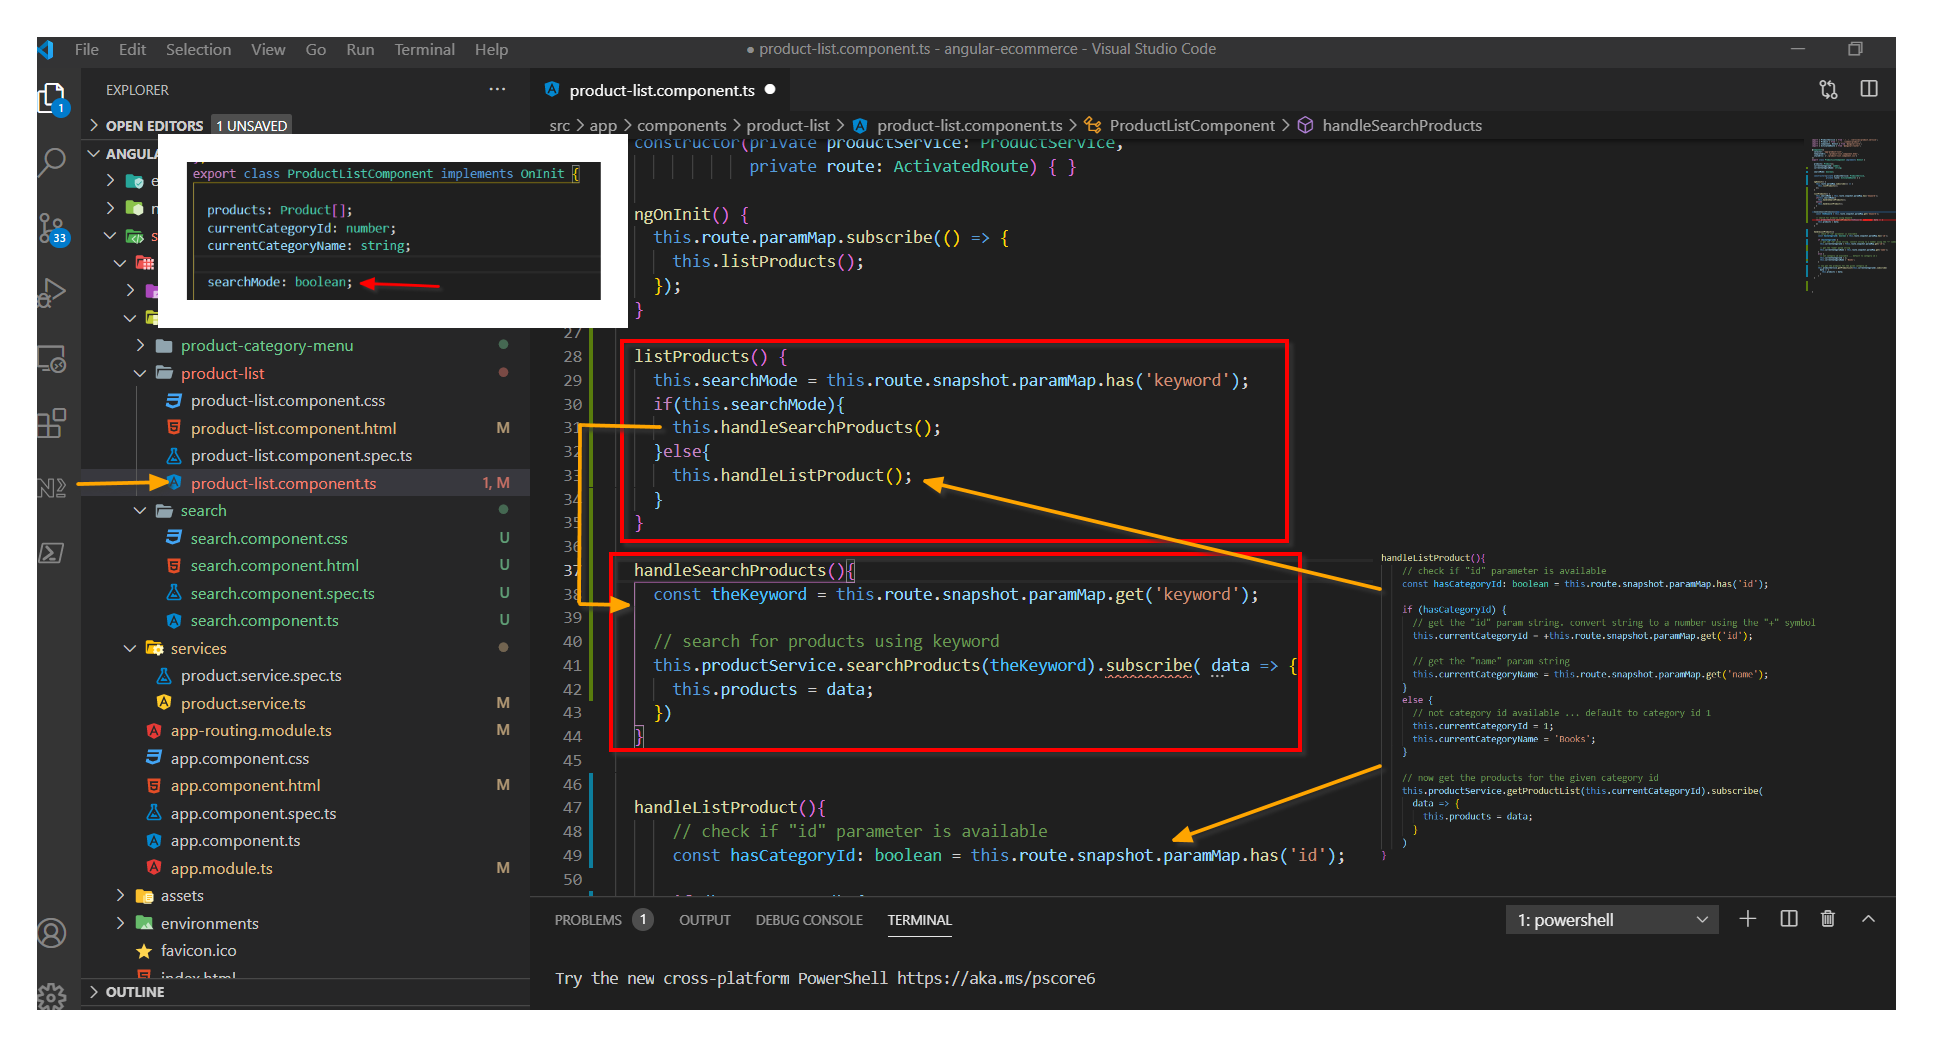 File Edit Selection View Go Run Terminal Help
● product-list.component.ts - angular-ecommerce - Visual Studio Code
EXPLORER
product-list.component.ts
1
OPEN EDITORS 1 UNSAVED
src > app > components > product-list > product-list.component.ts > ProductListComponent > handleSearchProducts
ANGULA
export class ProductListComponent implements OnInit {
products: Product[];
currentCategoryId: number;
currentCategoryName: string;
searchMode: boolean;
33
product-category-menu
product-list
product-list.component.css
product-list.component.html M
product-list.component.spec.ts
product-list.component.ts 1, M
search
search.component.css U
search.component.html U
search.component.spec.ts U
search.component.ts U
services
product.service.spec.ts
product.service.ts M
app-routing.module.ts M
app.component.css
app.component.html M
app.component.spec.ts
app.component.ts
app.module.ts M
assets
environments
favicon.ico
index.html
OUTLINE
constructor(private productService: ProductService,
private route: ActivatedRoute) { }
ngOnInit() {
this.route.paramMap.subscribe(() => {
this.listProducts();
});
}
27
28 listProducts() {
29 this.searchMode = this.route.snapshot.paramMap.has('keyword');
30 if(this.searchMode){
31 this.handleSearchProducts();
32 }else{
33 this.handleListProduct();
34 }
35 }
36
37 handleSearchProducts(){
38 const theKeyword = this.route.snapshot.paramMap.get('keyword');
39
40 // search for products using keyword
41 this.productService.searchProducts(theKeyword).subscribe( data => {
42 this.products = data;
43 })
44 }
45
46
47 handleListProduct(){
48 // check if "id" parameter is available
49 const hasCategoryId: boolean = this.route.snapshot.paramMap.has('id');
50
handleListProduct(){
// check if "id" parameter is available
const hasCategoryId: boolean = this.route.snapshot.paramMap.has('id');
if (hasCategoryId) {
// get the "id" param string. convert string to a number using the "+" symbol
this.currentCategoryId = +this.route.snapshot.paramMap.get('id');
// get the "name" param string
this.currentCategoryName = this.route.snapshot.paramMap.get('name');
}
else {
// not category id available ... default to category id 1
this.currentCategoryId = 1;
this.currentCategoryName = 'Books';
}
// now get the products for the given category id
this.productService.getProductList(this.currentCategoryId).subscribe(
data => {
this.products = data;
}
)
}
PROBLEMS 1 OUTPUT DEBUG CONSOLE TERMINAL
1: powershell
Try the new cross-platform PowerShell https://aka.ms/pscore6